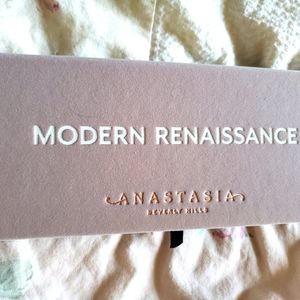 MODERN RENAISSANCE
ANASTASIA
BEVERLY HILLS